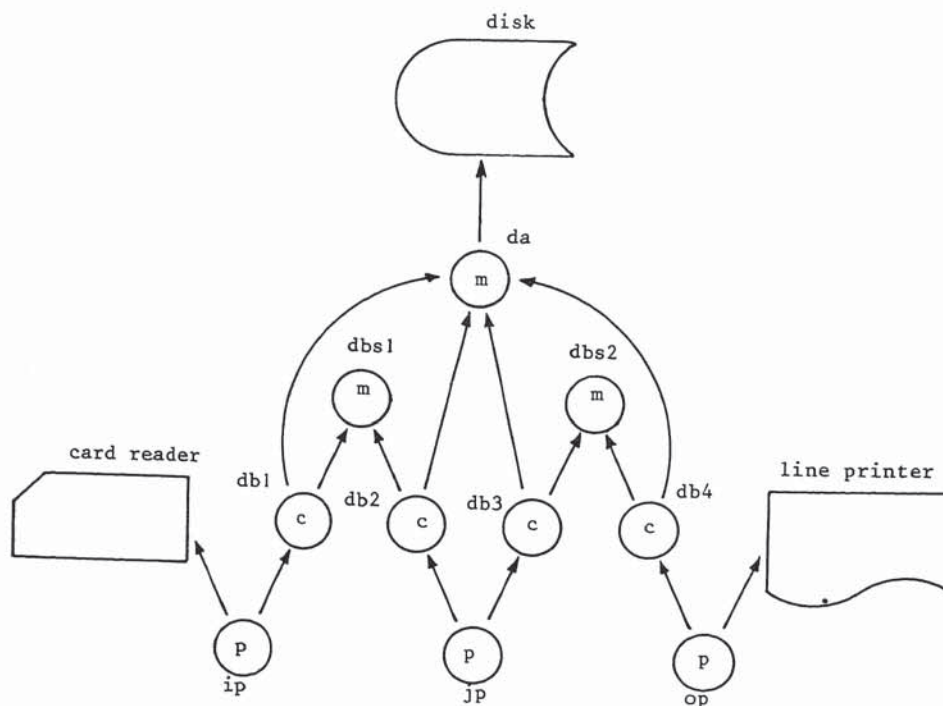 disk
da
m
dbs1
dbs2
m
m
card reader
line printer
db1
db2
db3
db4
c
c
c
c
p
p
p
ip
jp
op